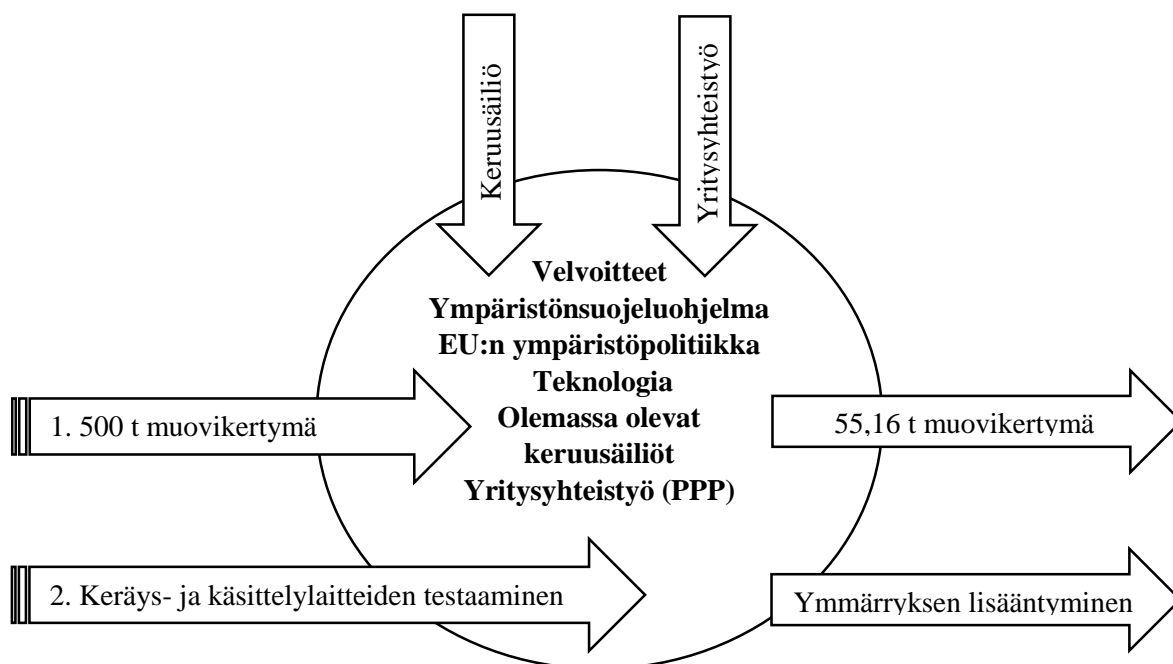 Keruusäiliö
Yritysyhteistyö
Velvoitteet
Ympäristönsuojeluohjelma
EU:n ympäristöpolitiikka
Teknologia
Olemassa olevat
keruusäiliöt
Yritysyhteistyö (PPP)
1. 500 t muovikertymä
55,16 t muovikertymä
2. Keräys- ja käsittelylaitteiden testaaminen
Ymmärryksen lisääntyminen